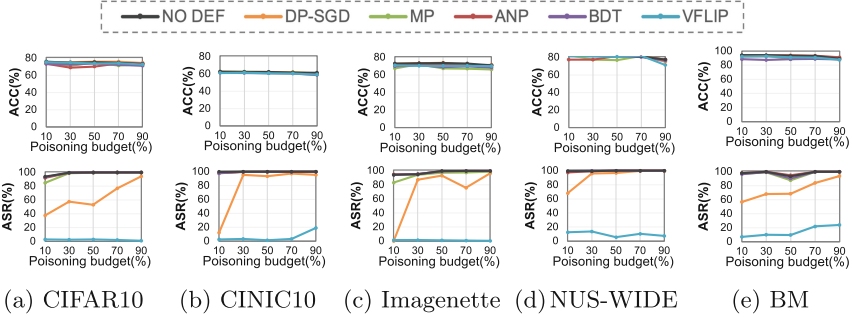 NO DEF DP-SGD MP ANP BDT VFLIP
ACC(%) 80 60 40 20 0 10 30 50 70 90 Poisoning budget(%)
ACC(%) 80 60 40 20 0 10 30 50 70 90 Poisoning budget(%)
ACC(%) 80 60 40 20 0 10 30 50 70 90 Poisoning budget(%)
ACC(%) 80 60 40 20 0 10 30 50 70 90 Poisoning budget(%)
ACC(%) 100 80 60 40 20 0 10 30 50 70 90 Poisoning budget(%)
ASR(%) 100 80 60 40 20 0 10 30 50 70 90 Poisoning budget(%)
ASR(%) 100 80 60 40 20 0 10 30 50 70 90 Poisoning budget(%)
ASR(%) 100 80 60 40 20 0 10 30 50 70 90 Poisoning budget(%)
ASR(%) 100 80 60 40 20 0 10 30 50 70 90 Poisoning budget(%)
ASR(%) 100 80 60 40 20 0 10 30 50 70 90 Poisoning budget(%)
(a) CIFAR10 (b) CINIC10 (c) Imagenette (d) NUS-WIDE (e) BM